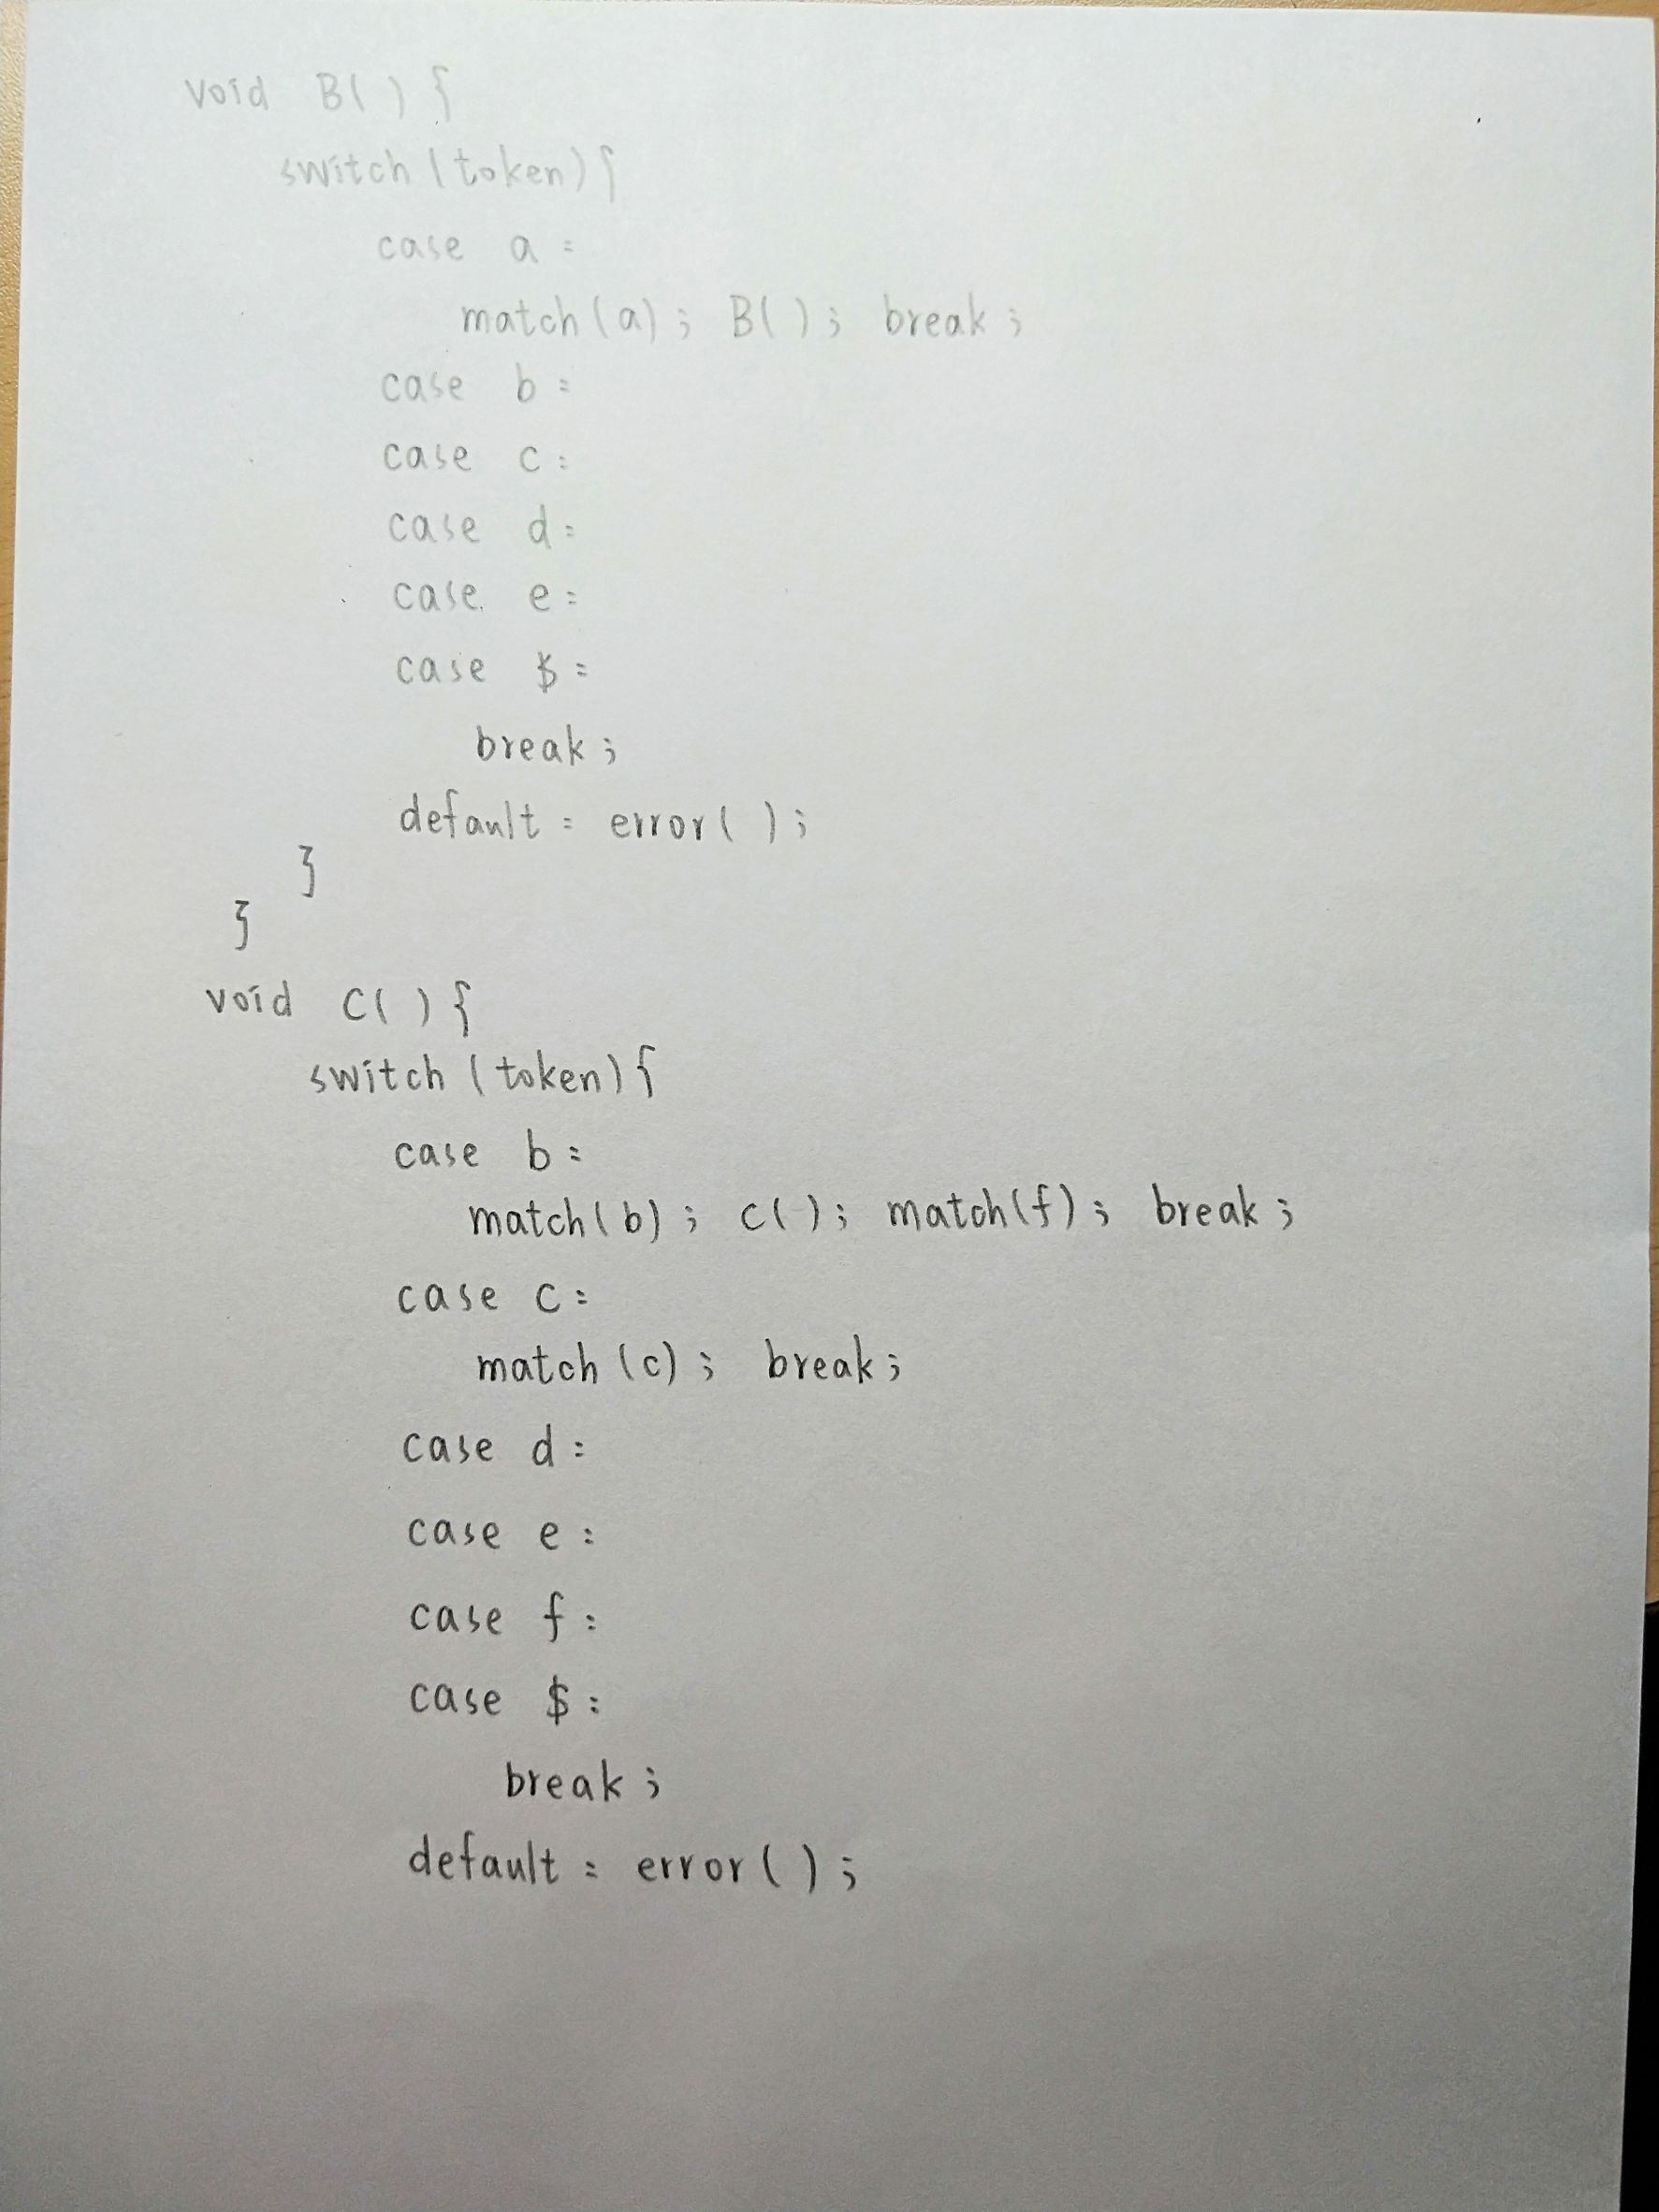 void B( ) {
switch (token) {
case a :
match (a) ; B( ) ; break ;
case b :
case c :
case d :
case e :
case $ :
break ;
default : error ( ) ;
}
}
void C( ) {
switch (token) {
case b :
match (b) ; C( ) ; match (f) ; break ;
case c :
match (c) ; break ;
case d :
case e :
case f :
case $ :
break ;
default : error ( ) ;